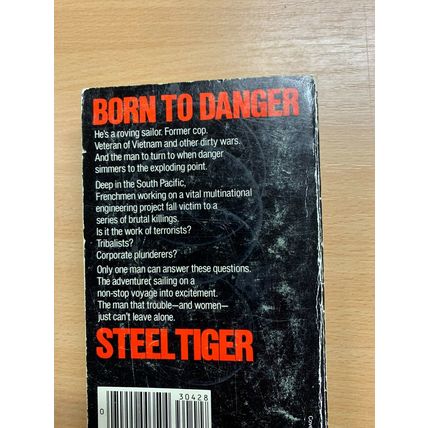 BORN TO DANGER
He's a roving sailor. Former cop.
Veteran of Vietnam and other dirty wars.
And the man to turn to when danger
simmers to the exploding point.
Deep in the South Pacific,
Frenchmen working on a vital multinational
engineering project fall victim to a
series of brutal killings.
Is it the work of terrorists?
Tribalists?
Corporate plunderers?
Only one man can answer these questions.
The adventurer, sailing on a
non-stop voyage into excitement.
The man that trouble—and women—
just can't leave alone.
STEEL TIGER
30428
0